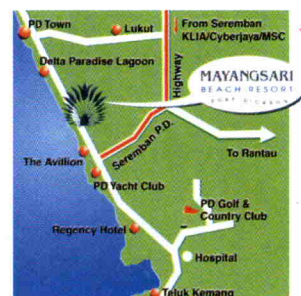 PD Town
Lukut
From Seremban
KLIA/Cyberjaya/MSC
Delta Paradise Lagoon
Highway
MAYANGSARI
BEACH RESORT
PORT DICKSON
Seremban P.D.
The Avillion
To Rantau
PD Yacht Club
PD Golf &
Country Club
Regency Hotel
Hospital
Teluk Kemang